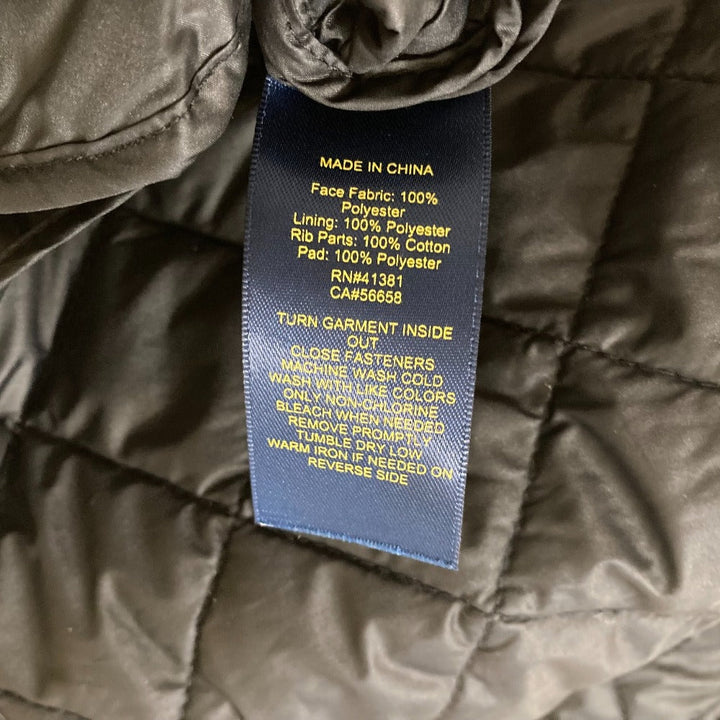 MADE IN CHINA
Face Fabric: 100%
Polyester
Lining: 100% Polyester
Rib Parts: 100% Cotton
Pad: 100% Polyester
RN#41381
CA#56658
TURN GARMENT INSIDE
OUT
CLOSE FASTENERS
MACHINE WASH COLD
WASH WITH LIKE COLORS
ONLY NON-CHLORINE
BLEACH WHEN NEEDED
REMOVE PROMPTLY
TUMBLE DRY LOW
WARM IRON IF NEEDED ON
REVERSE SIDE